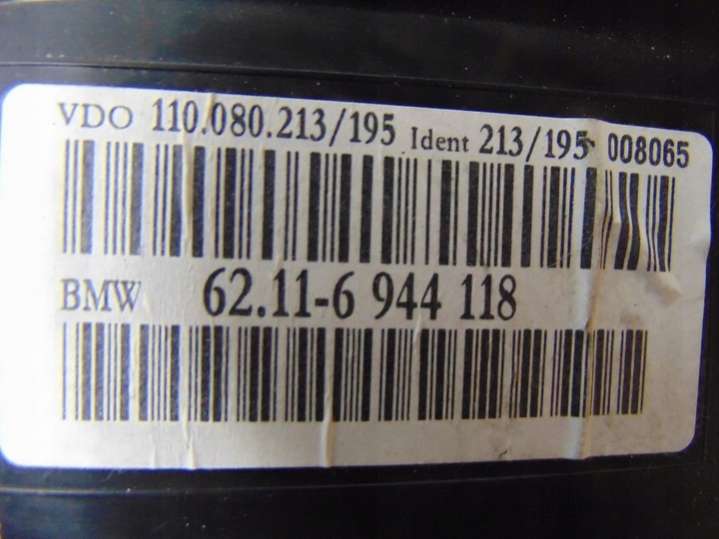 VDO 110.080.213/195 Ident 213/195 008065
BMW 62.11-6 944 118